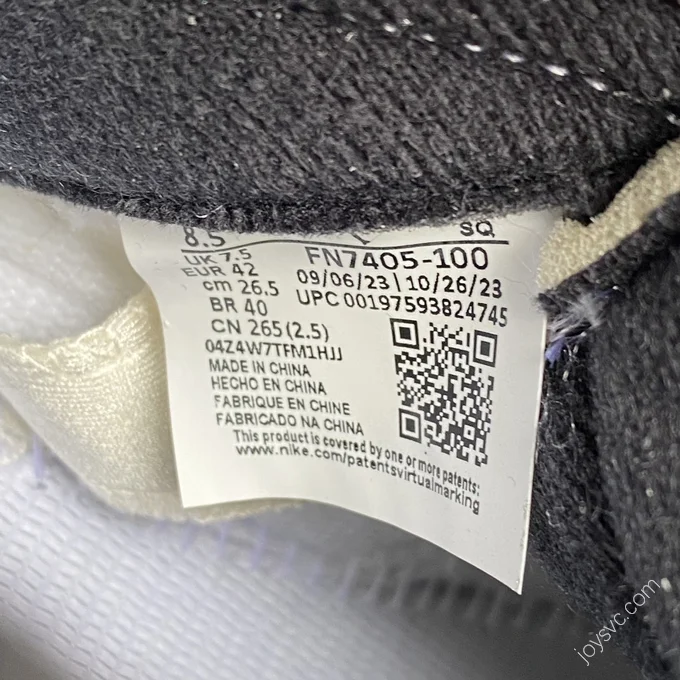 8.5 SQ
UK 7.5 FN7405-100
EUR 42 09/06/23 | 10/26/23
cm 26.5 UPC 00197593824745
BR 40
CN 265 (2.5)
04Z4W7TFM1HJJ
MADE IN CHINA
HECHO EN CHINA
FABRIQUE EN CHINE
FABRICADO NA CHINA
This product is covered by one or more patents:
www.nike.com/patentsvirtualmarking
joysvc.com